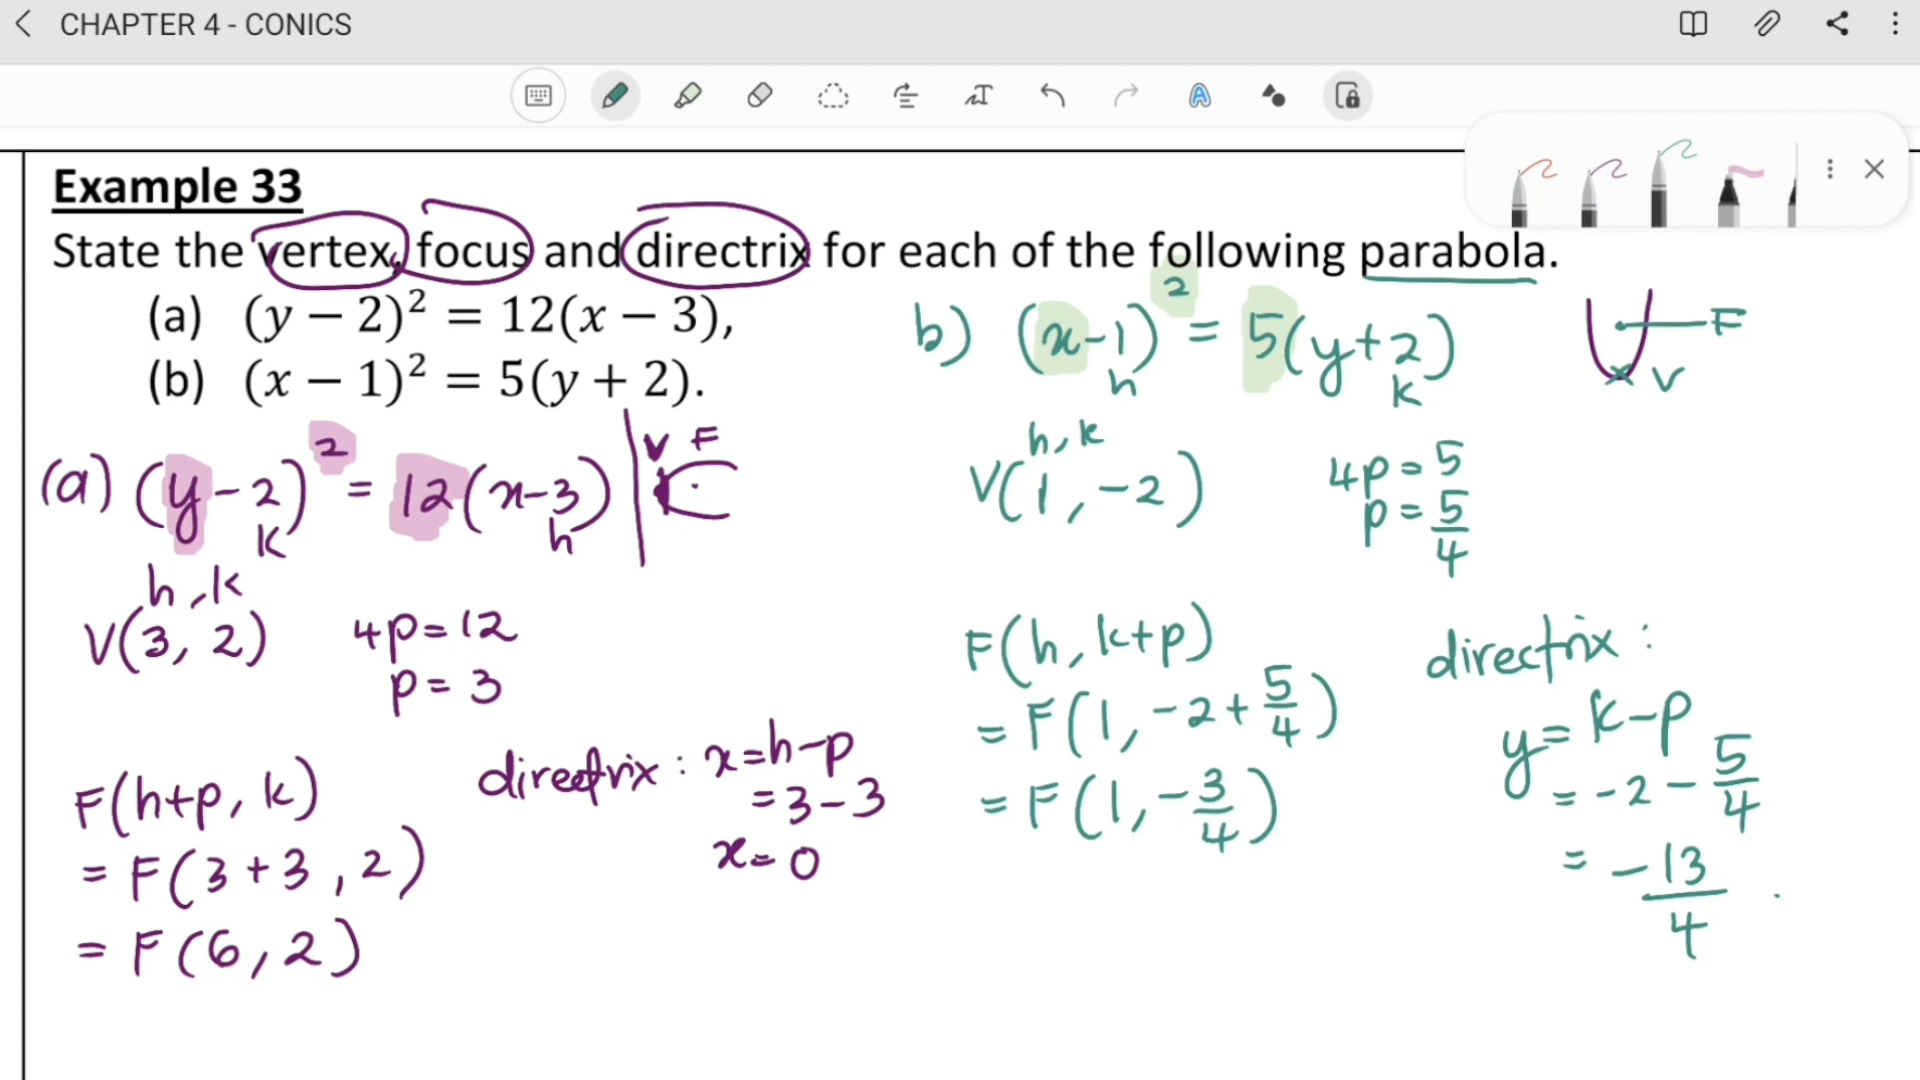 CHAPTER 4 - CONICS
Example 33
State the vertex, focus and directrix for each of the following parabola.
(a) (y − 2)² = 12(x − 3),
(b) (x − 1)² = 5(y + 2).
(a) (y-2)² = 12(x-3)
k h
V F
h, k
V(3, 2)
4p=12
p= 3
F(h+p, k)
= F(3+3, 2)
= F(6, 2)
directrix: x=h-p
=3-3
x=0
b) (x-1)² = 5(y+2)
h k
F
V
h, k
V(1, -2)
4p=5
p=5/4
F(h, k+p)
= F(1, -2+5/4)
= F(1, -3/4)
directrix:
y= k-p
= -2 - 5/4
= -13/4 .